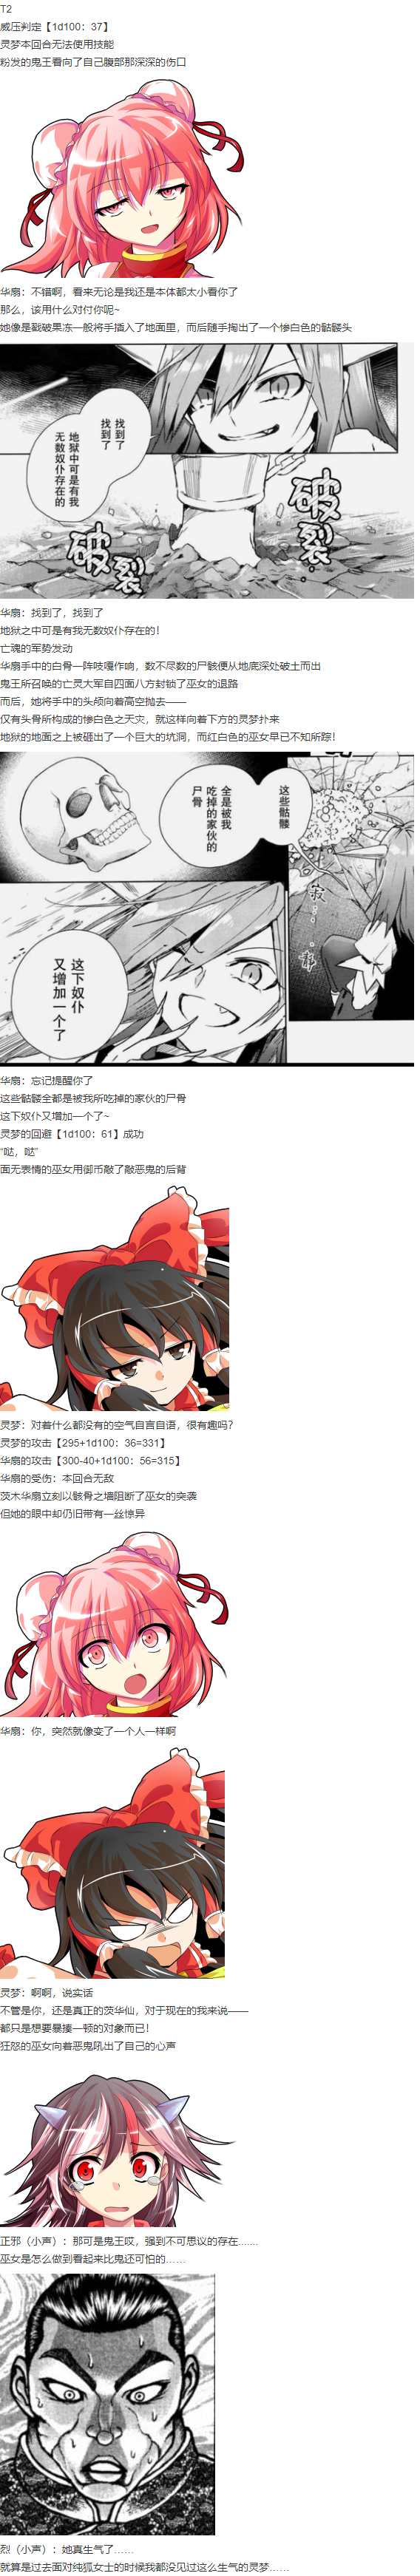 T2
威压判定【1d100：37】
灵梦本回合无法使用技能
粉发的鬼王看向了自己腹部那深深的伤口
华扇：不错啊，看来无论是我还是本体都太小看你了
那么，该用什么对付你呢~
她像是戳破果冻一般将手插入了地面里，而后随手掏出了一个惨白色的骷髅头
找到了
找到了
地狱中可是有我
无数奴仆存在的
破裂
破裂
华扇：找到了，找到了
地狱之中可是有我无数奴仆存在的！
亡魂的军势发动
华扇手中的白骨一阵吱嘎作响，数不尽数的尸骸便从地底深处破土而出
鬼王所召唤的亡灵大军自四面八方封锁了巫女的退路
而后，她将手中的头颅向着高空抛去——
仅有头骨所构成的惨白色之天灾，就这样向着下方的灵梦扑来
地狱的地面之上被砸出了一个巨大的坑洞，而红白色的巫女早已不知所踪！
这些骷髅
全是被我
吃掉的家伙的
尸骨
寂……静
这下奴仆
又增加一个了
华扇：忘记提醒你了
这些骷髅全都是被我所吃掉的家伙的尸骨
这下奴仆又增加一个了~
灵梦的回避【1d100：61】成功
“哒，哒”
面无表情的巫女用御币敲了敲恶鬼的后背
灵梦：对着什么都没有的空气自言自语，很有趣吗？
灵梦的攻击【295+1d100：36=331】
华扇的攻击【300-40+1d100：56=315】
华扇的受伤：本回合无敌
茨木华扇立刻以骸骨之墙阻断了巫女的突袭
但她的眼中却仍旧带有一丝惊异
华扇：你，突然就像变了一个人一样啊
灵梦：啊啊，说实话
不管是你，还是真正的茨华仙，对于现在的我来说——
都只是想要暴揍一顿的对象而已！
狂怒的巫女向着恶鬼吼出了自己的心声
正邪（小声）：那可是鬼王哎，强到不可思议的存在.......
巫女是怎么做到看起来比鬼还可怕的……
烈（小声）：她真生气了……
就算是过去面对纯狐女士的时候我都没见过这么生气的灵梦……